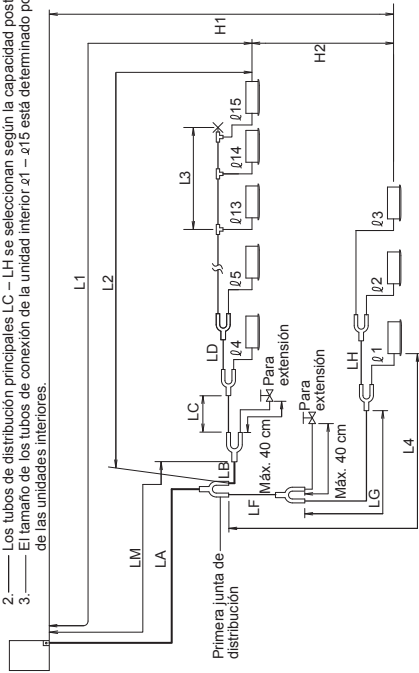 2. Los tubos de distribución principales LC – LH se seleccionan según la capacidad post
3. El tamaño de los tubos de conexión de la unidad interior ℓ1 – ℓ15 está determinado po
de las unidades interiores.
H1
L1
H2
L2
L3
ℓ15
ℓ14
ℓ13
ℓ5
ℓ4
LD
LC
Para
extensión
LM
LA
LB
Máx. 40 cm
Primera junta de
distribución
LF
Para
extensión
Máx. 40 cm
LG
LH
ℓ3
ℓ2
ℓ1
L4